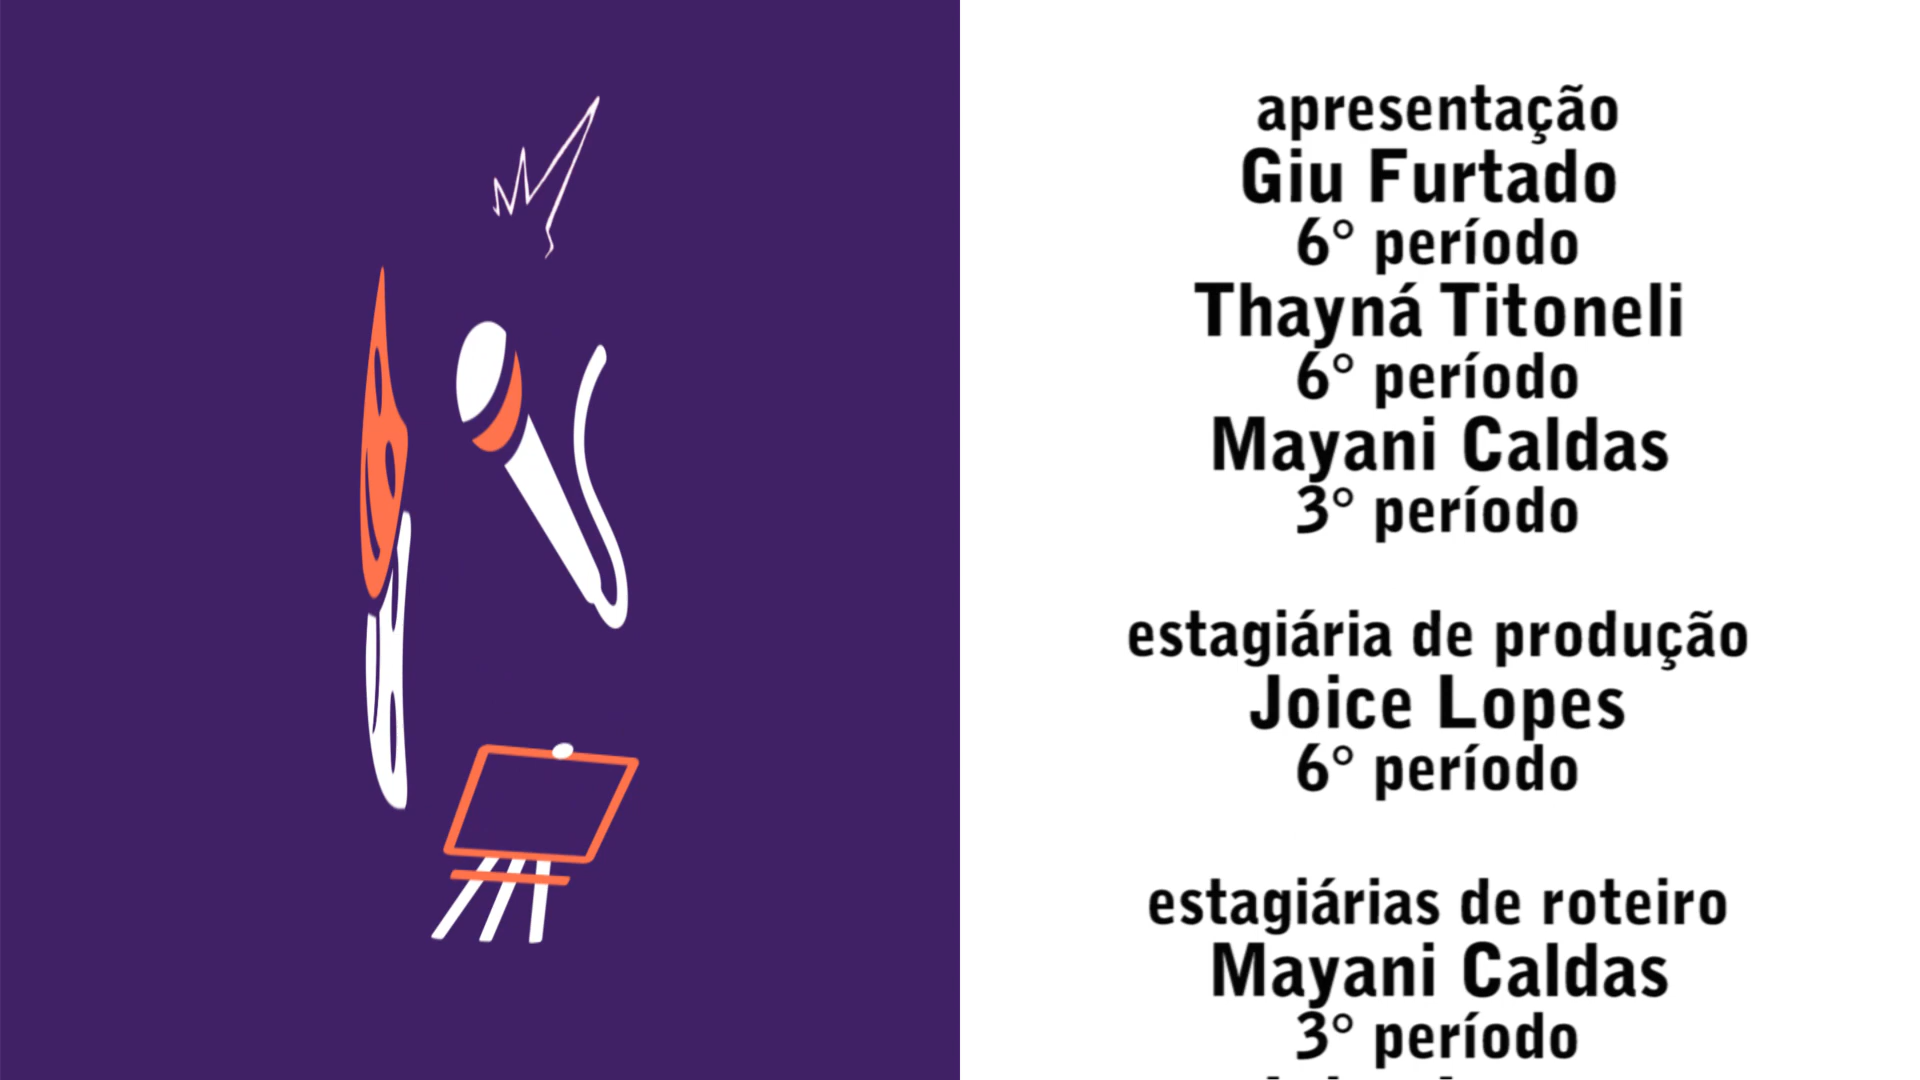 apresentação
Giu Furtado
6° período
Thayná Titoneli
6° período
Mayani Caldas
3° período
estagiária de produção
Joice Lopes
6° período
estagiárias de roteiro
Mayani Caldas
3° período